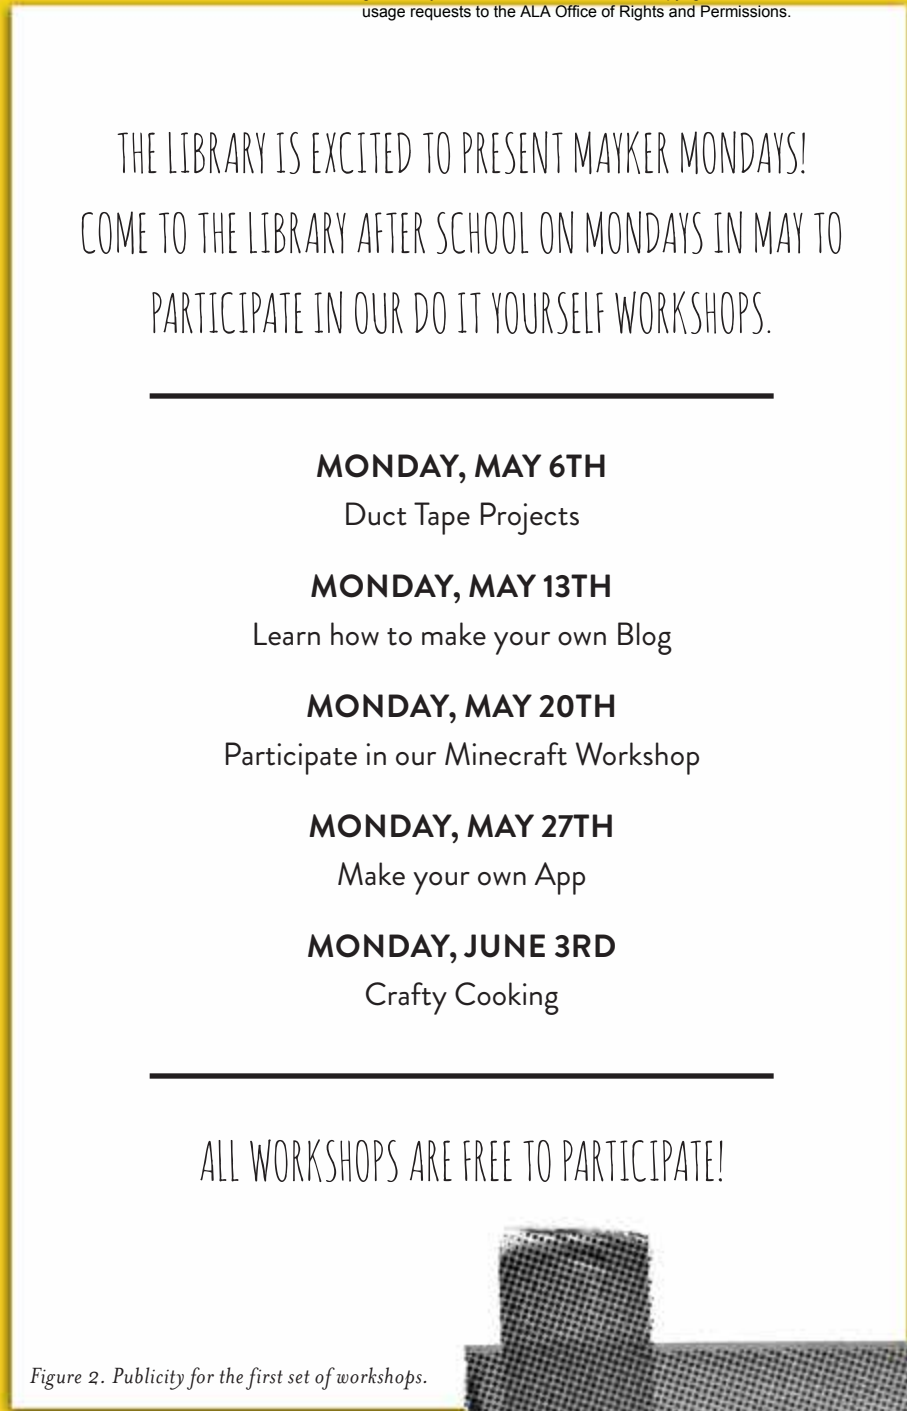 usage requests to the ALA Office of Rights and Permissions.
THE LIBRARY IS EXCITED TO PRESENT MAYKER MONDAYS!
COME TO THE LIBRARY AFTER SCHOOL ON MONDAYS IN MAY TO
PARTICIPATE IN OUR DO IT YOURSELF WORKSHOPS.
MONDAY, MAY 6TH
Duct Tape Projects
MONDAY, MAY 13TH
Learn how to make your own Blog
MONDAY, MAY 20TH
Participate in our Minecraft Workshop
MONDAY, MAY 27TH
Make your own App
MONDAY, JUNE 3RD
Crafty Cooking
ALL WORKSHOPS ARE FREE TO PARTICIPATE!
Figure 2. Publicity for the first set of workshops.